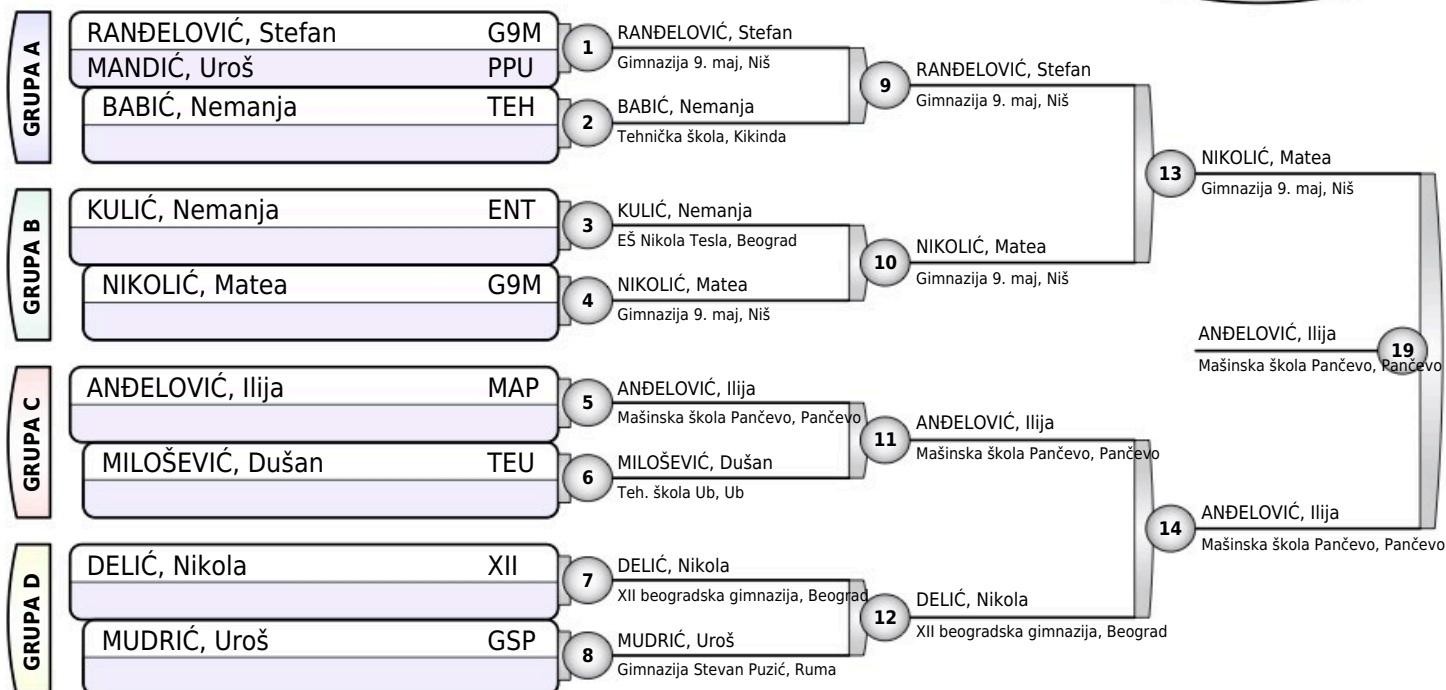 GRUPA A
RANĐELOVIĆ, Stefan G9M
MANDIĆ, Uroš PPU
BABIĆ, Nemanja TEH
1
RANĐELOVIĆ, Stefan
Gimnazija 9. maj, Niš
2
BABIĆ, Nemanja
Tehnička škola, Kikinda
9
RANĐELOVIĆ, Stefan
Gimnazija 9. maj, Niš
GRUPA B
KULIĆ, Nemanja ENT
NIKOLIĆ, Matea G9M
3
KULIĆ, Nemanja
EŠ Nikola Tesla, Beograd
4
NIKOLIĆ, Matea
Gimnazija 9. maj, Niš
10
NIKOLIĆ, Matea
Gimnazija 9. maj, Niš
13
NIKOLIĆ, Matea
Gimnazija 9. maj, Niš
GRUPA C
ANĐELOVIĆ, Ilija MAP
MILOŠEVIĆ, Dušan TEU
5
ANĐELOVIĆ, Ilija
Mašinska škola Pančevo, Pančevo
6
MILOŠEVIĆ, Dušan
Teh. škola Ub, Ub
11
ANĐELOVIĆ, Ilija
Mašinska škola Pančevo, Pančevo
GRUPA D
DELIĆ, Nikola XII
MUDRIĆ, Uroš GSP
7
DELIĆ, Nikola
XII beogradska gimnazija, Beograd
8
MUDRIĆ, Uroš
Gimnazija Stevan Puzić, Ruma
12
DELIĆ, Nikola
XII beogradska gimnazija, Beograd
14
ANĐELOVIĆ, Ilija
Mašinska škola Pančevo, Pančevo
19
ANĐELOVIĆ, Ilija
Mašinska škola Pančevo, Pančevo